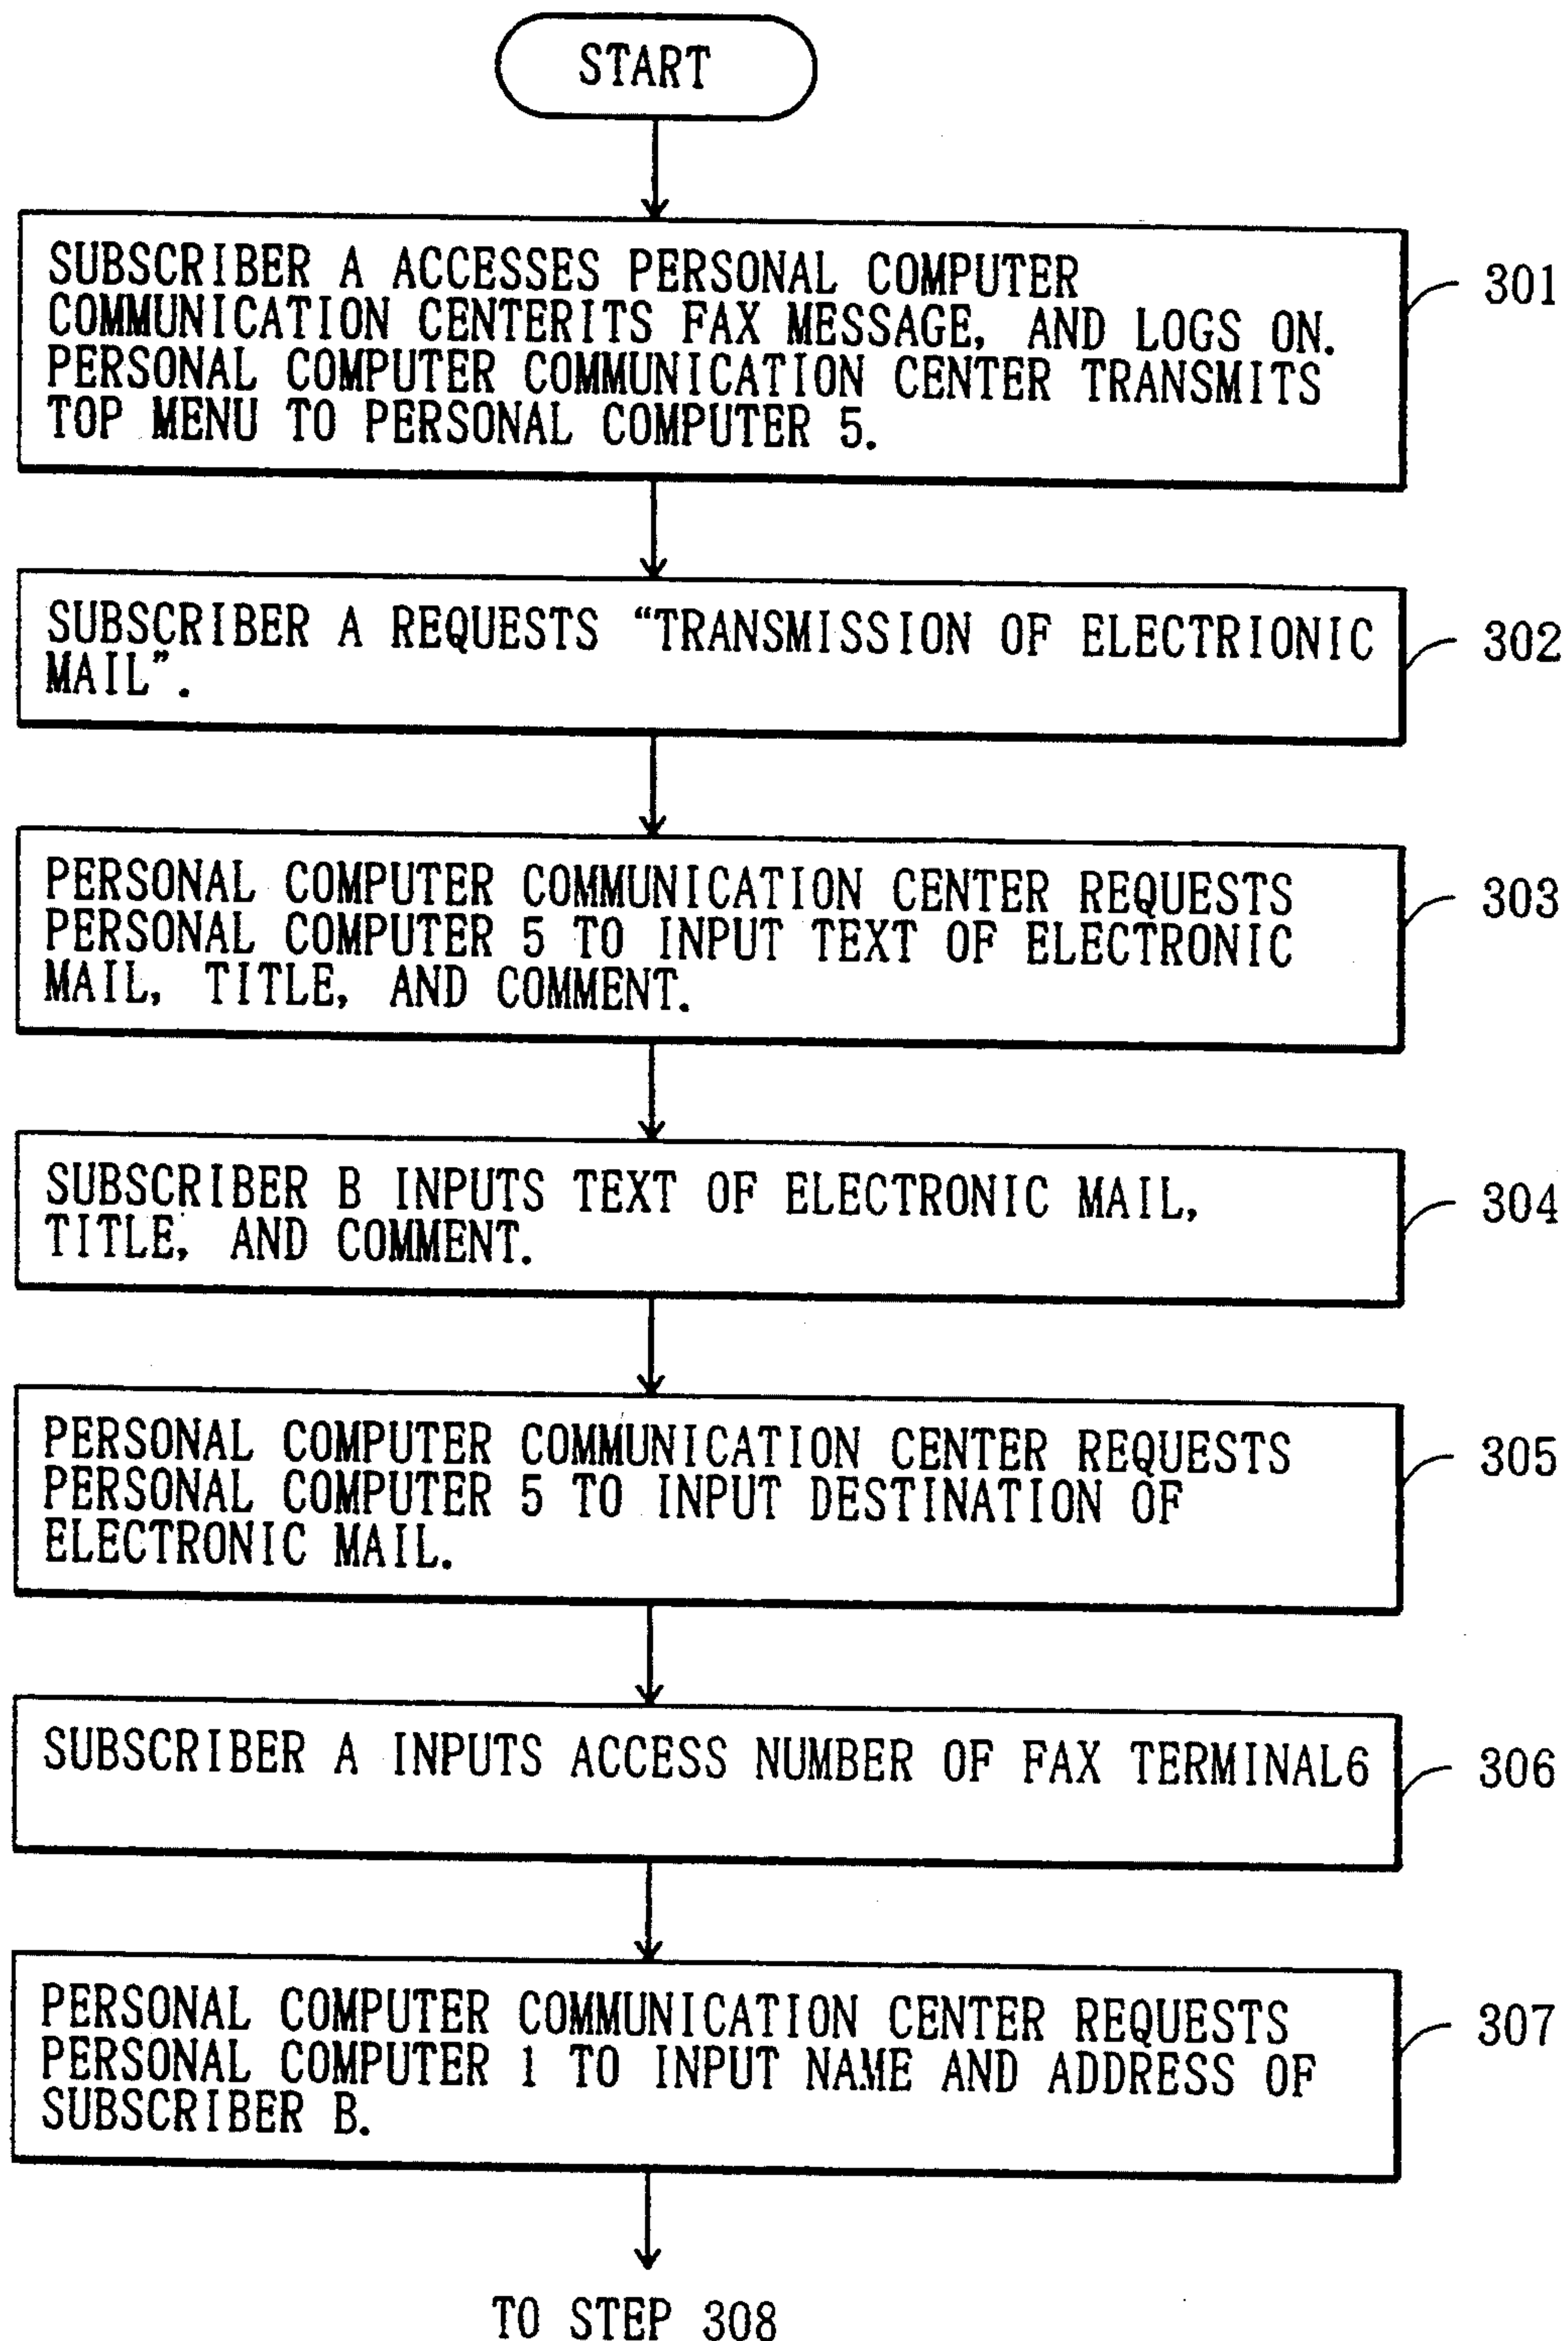 START
SUBSCRIBER A ACCESSES PERSONAL COMPUTER
COMMUNICATION CENTERITS FAX MESSAGE, AND LOGS ON.
PERSONAL COMPUTER COMMUNICATION CENTER TRANSMITS
TOP MENU TO PERSONAL COMPUTER 5.
301
SUBSCRIBER A REQUESTS “TRANSMISSION OF ELECTRIONIC
MAIL”.
302
PERSONAL COMPUTER COMMUNICATION CENTER REQUESTS
PERSONAL COMPUTER 5 TO INPUT TEXT OF ELECTRONIC
MAIL, TITLE, AND COMMENT.
303
SUBSCRIBER B INPUTS TEXT OF ELECTRONIC MAIL,
TITLE, AND COMMENT.
304
PERSONAL COMPUTER COMMUNICATION CENTER REQUESTS
PERSONAL COMPUTER 5 TO INPUT DESTINATION OF
ELECTRONIC MAIL.
305
SUBSCRIBER A INPUTS ACCESS NUMBER OF FAX TERMINAL6
306
PERSONAL COMPUTER COMMUNICATION CENTER REQUESTS
PERSONAL COMPUTER 1 TO INPUT NAME AND ADDRESS OF
SUBSCRIBER B.
307
TO STEP 308